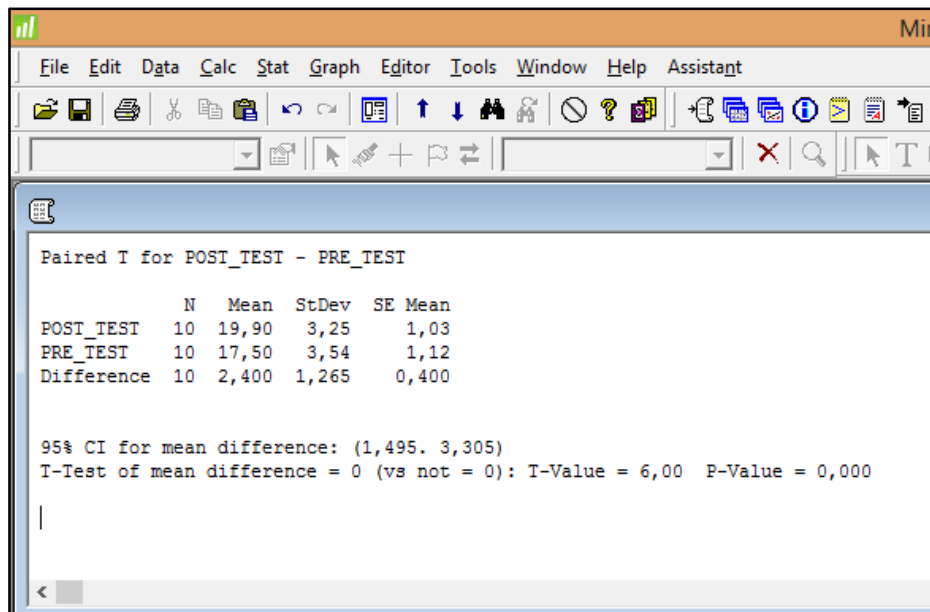 Mi
File Edit Data Calc Stat Graph Editor Tools Window Help Assistant
Paired T for POST_TEST - PRE_TEST
N Mean StDev SE Mean
POST_TEST 10 19,90 3,25 1,03
PRE_TEST 10 17,50 3,54 1,12
Difference 10 2,400 1,265 0,400
95% CI for mean difference: (1,495. 3,305)
T-Test of mean difference = 0 (vs not = 0): T-Value = 6,00 P-Value = 0,000